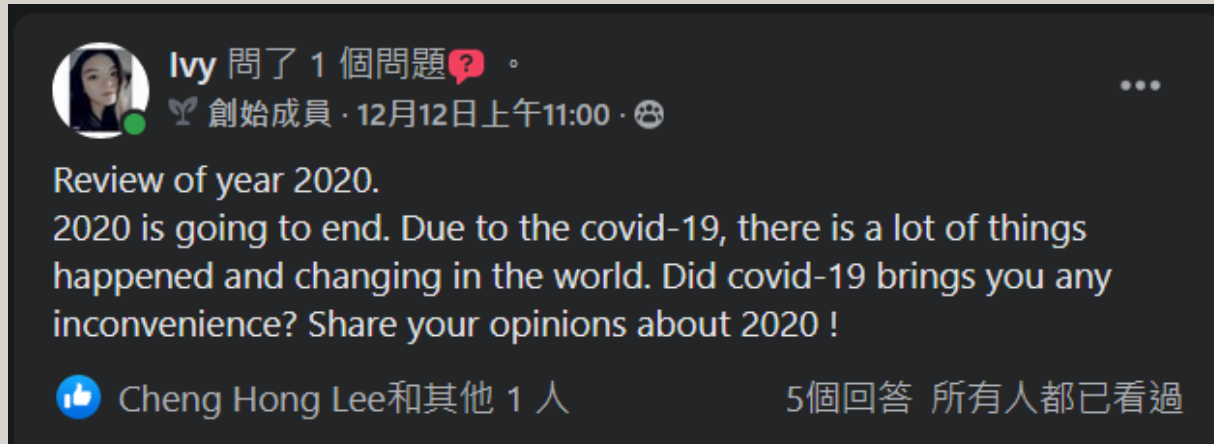 Ivy 問了 1 個問題 ? 。
創始成員 · 12月12日上午11:00 ·
Review of year 2020.
2020 is going to end. Due to the covid-19, there is a lot of things
happened and changing in the world. Did covid-19 brings you any
inconvenience? Share your opinions about 2020 !
Cheng Hong Lee和其他 1 人 5個回答 所有人都已看過